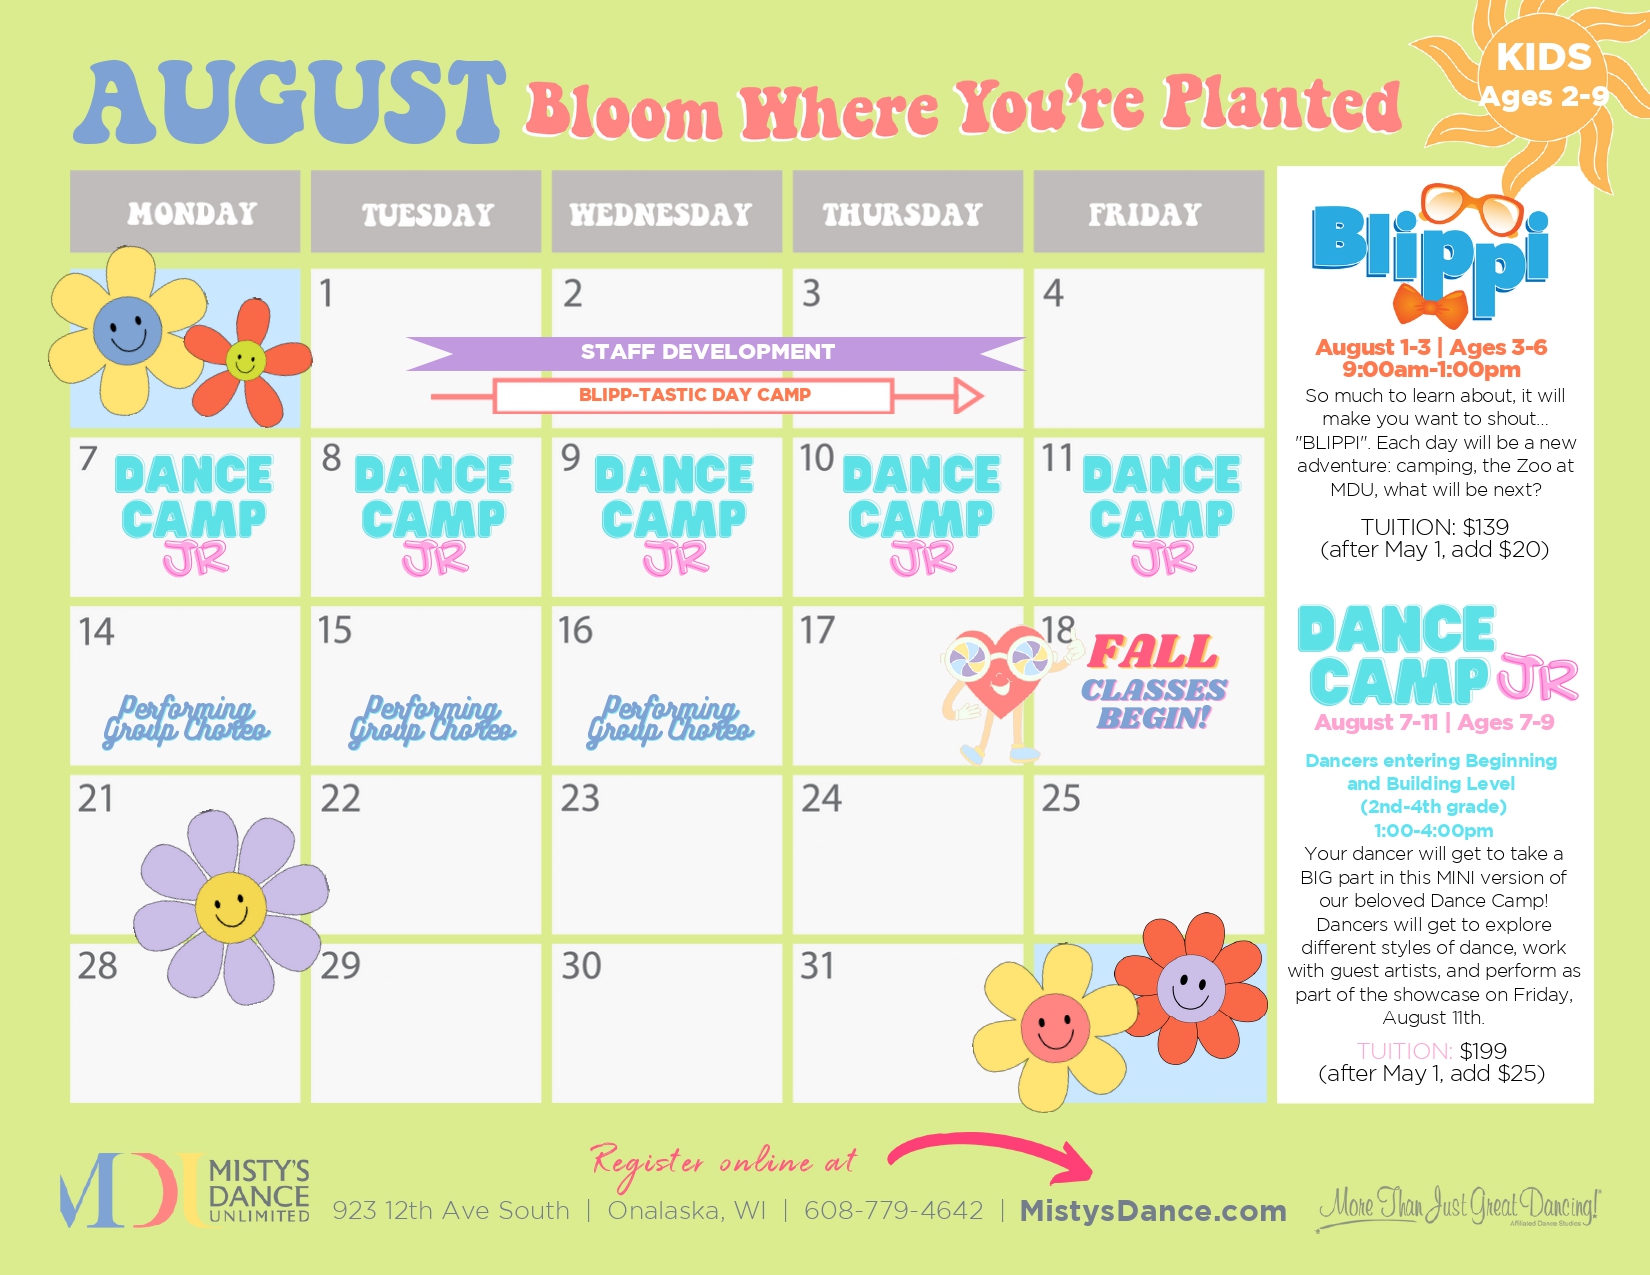 AUGUST Bloom Where You're Planted
KIDS
Ages 2-9
MONDAY
TUESDAY
WEDNESDAY
THURSDAY
FRIDAY
1
2
3
4
STAFF DEVELOPMENT
BLIPP-TASTIC DAY CAMP
7
DANCE
CAMP
JR
8
DANCE
CAMP
JR
9
DANCE
CAMP
JR
10
DANCE
CAMP
JR
11
DANCE
CAMP
JR
14
Performing
Group Choreo
15
Performing
Group Choreo
16
Performing
Group Choreo
17
18
FALL
CLASSES
BEGIN!
21
22
23
24
25
28
29
30
31
Blippi
August 1-3 | Ages 3-6
9:00am-1:00pm
So much to learn about, it will
make you want to shout...
"BLIPPI". Each day will be a new
adventure: camping, the Zoo at
MDU, what will be next?
TUITION: $139
(after May 1, add $20)
DANCE
CAMP JR
August 7-11 | Ages 7-9
Dancers entering Beginning
and Building Level
(2nd-4th grade)
1:00-4:00pm
Your dancer will get to take a
BIG part in this MINI version of
our beloved Dance Camp!
Dancers will get to explore
different styles of dance, work
with guest artists, and perform as
part of the showcase on Friday,
August 11th.
TUITION: $199
(after May 1, add $25)
Register online at
MDU
MISTY'S
DANCE
UNLIMITED
923 12th Ave South | Onalaska, WI | 608-779-4642 | MistysDance.com
More Than Just Great Dancing!®
Affiliated Dance Studios